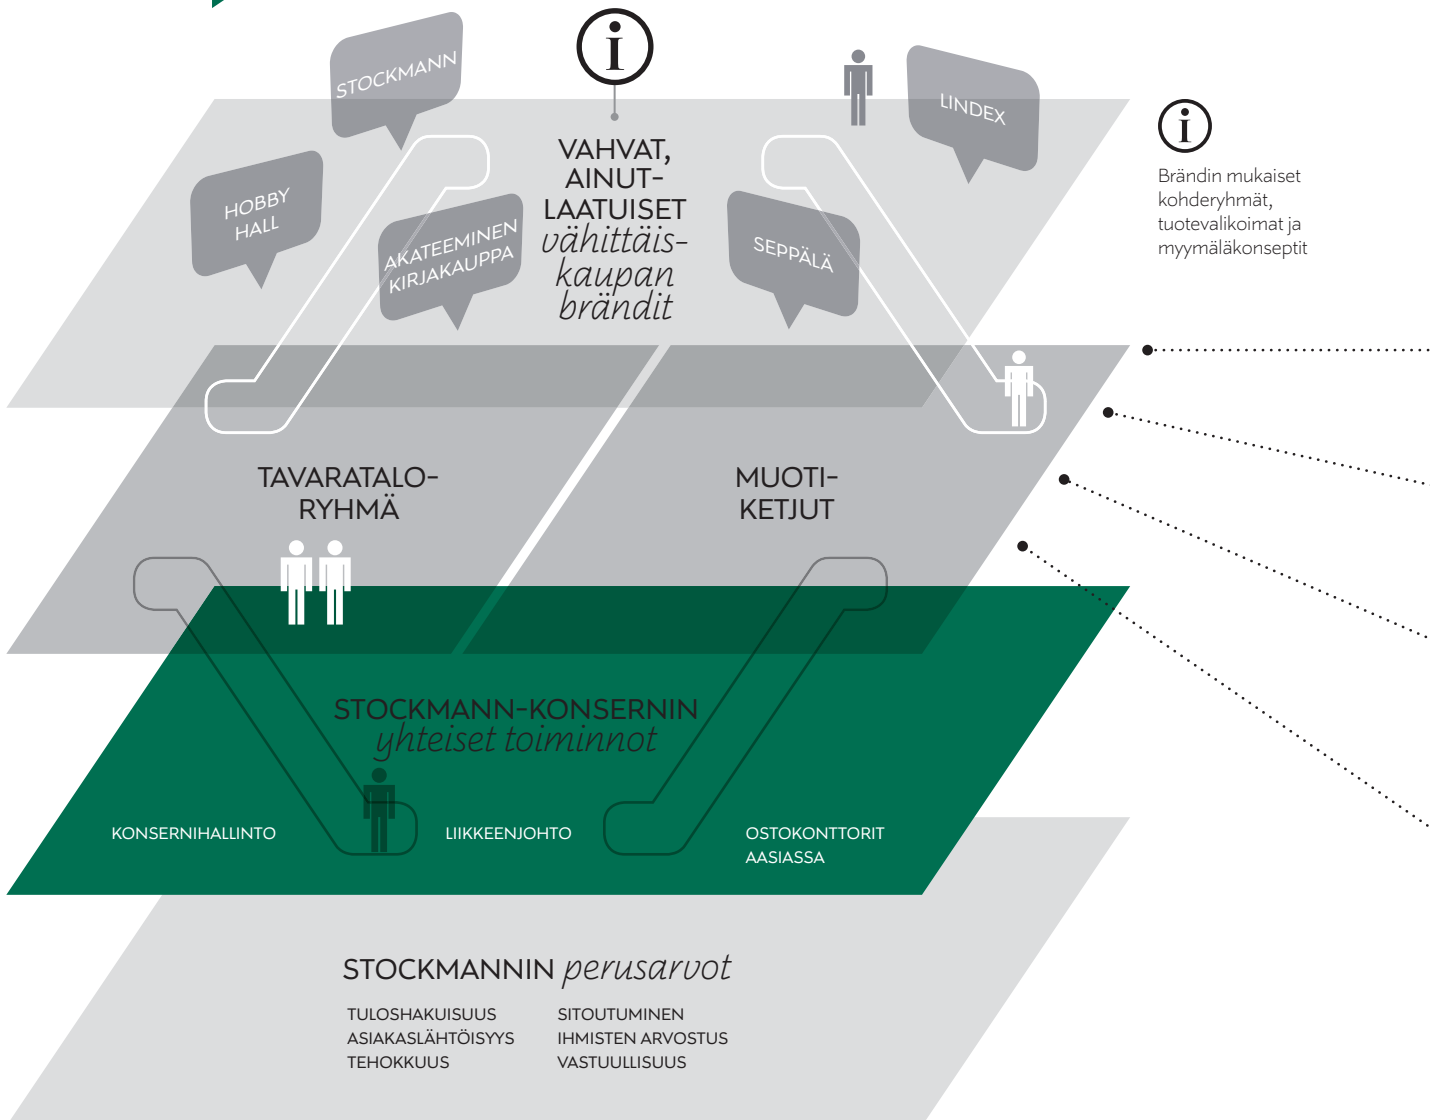 STOCKMANN
LINDEX
HOBBY
HALL
AKATEEMINEN
KIRJAKAUPPA
VAHVAT,
AINUT-
LAATUISET
vähittäis-
kaupan
brändit
SEPPÄLÄ
Brändin mukaiset
kohderyhmät,
tuotevalikoimat ja
myymäläkonseptit
TAVARATALO-
RYHMÄ
MUOTI-
KETJUT
STOCKMANN-KONSERNIN
yhteiset toiminnot
KONSERNIHALLINTO
LIIKKEENJOHTO
OSTOKONTTORIT
AASIASSA
STOCKMANNIN perusarvot
TULOSHAKUISUUS
ASIAKASLÄHTÖISYYS
TEHOKKUUS
SITOUTUMINEN
IHMISTEN ARVOSTUS
VASTUULLISUUS